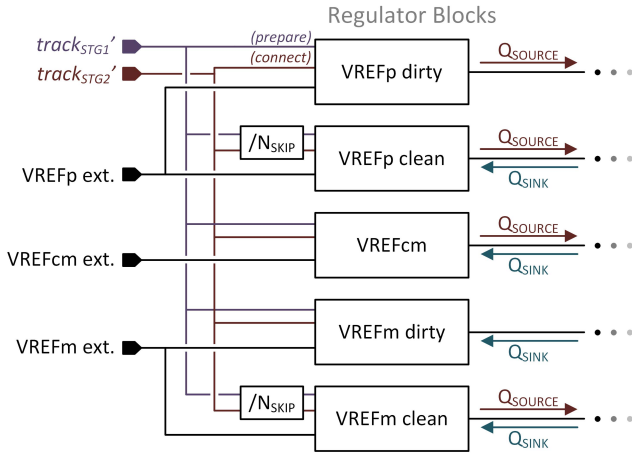 Regulator Blocks
trackSTG1'
(prepare)
trackSTG2'
(connect)
VREFp dirty
QSOURCE
/NSKIP
VREFp clean
QSOURCE
QSINK
VREFp ext.
VREFcm
QSOURCE
QSINK
VREFcm ext.
VREFm dirty
QSINK
VREFm ext.
/NSKIP
VREFm clean
QSOURCE
QSINK